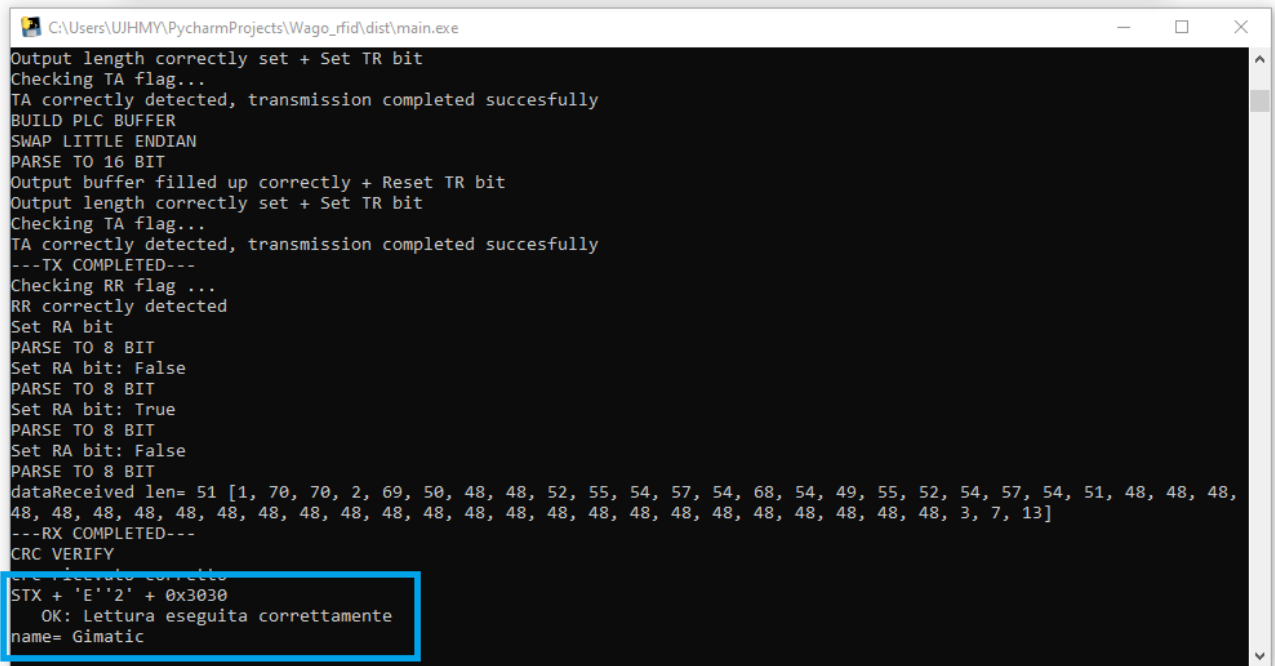 C:\Users\UJHMY\PycharmProjects\Wago_rfid\dist\main.exe
Output length correctly set + Set TR bit
Checking TA flag...
TA correctly detected, transmission completed succesfully
BUILD PLC BUFFER
SWAP LITTLE ENDIAN
PARSE TO 16 BIT
Output buffer filled up correctly + Reset TR bit
Output length correctly set + Set TR bit
Checking TA flag...
TA correctly detected, transmission completed succesfully
---TX COMPLETED---
Checking RR flag ...
RR correctly detected
Set RA bit
PARSE TO 8 BIT
Set RA bit: False
PARSE TO 8 BIT
Set RA bit: True
PARSE TO 8 BIT
Set RA bit: False
PARSE TO 8 BIT
dataReceived len= 51 [1, 70, 70, 2, 69, 50, 48, 48, 52, 55, 54, 57, 54, 68, 54, 49, 55, 52, 54, 57, 54, 51, 48, 48, 48,
48, 48, 48, 48, 48, 48, 48, 48, 48, 48, 48, 48, 48, 48, 48, 48, 48, 48, 48, 48, 48, 48, 48, 3, 7, 13]
---RX COMPLETED---
CRC VERIFY
CRC ricevuto corretto
STX + 'E''2' + 0x3030
OK: Lettura eseguita correttamente
name= Gimatic